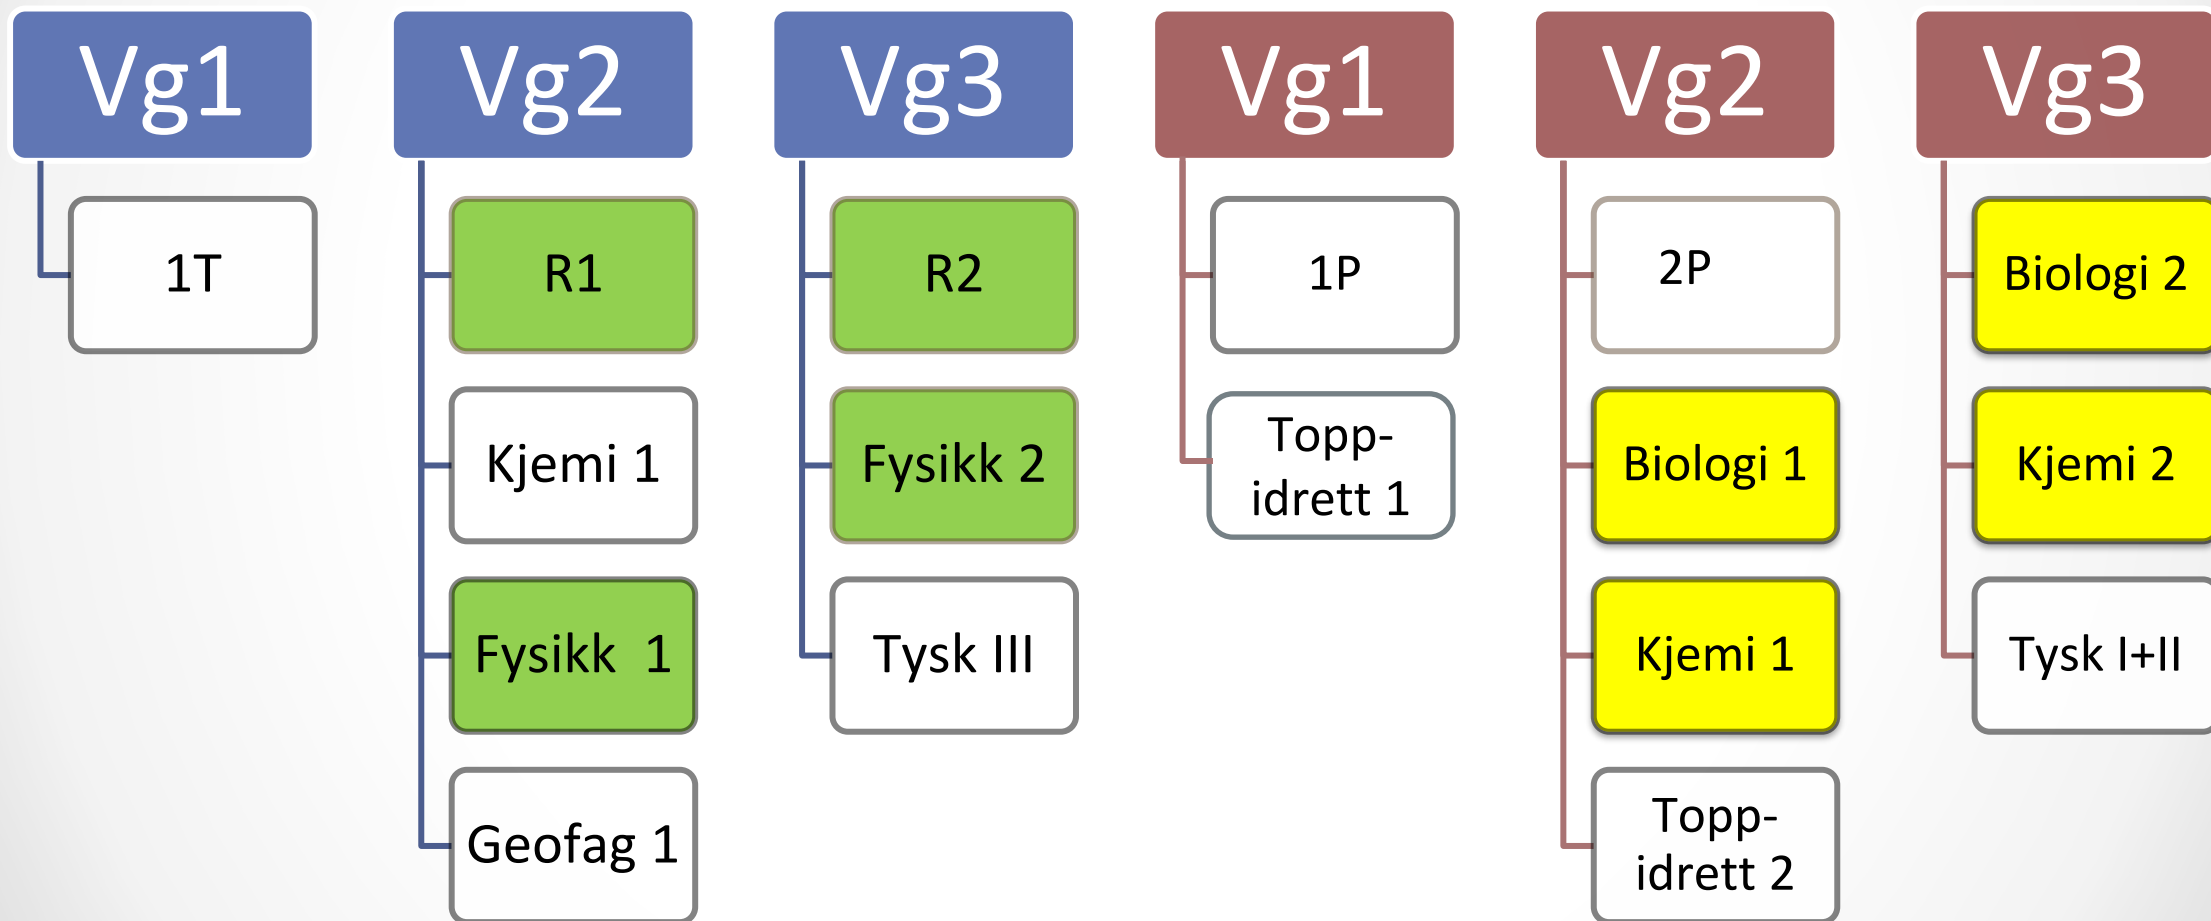 Vg1
1T
Vg2
R1
Kjemi 1
Fysikk 1
Geofag 1
Vg3
R2
Fysikk 2
Tysk III
Vg1
1P
Topp-
idrett 1
Vg2
2P
Biologi 1
Kjemi 1
Topp-
idrett 2
Vg3
Biologi 2
Kjemi 2
Tysk I+II